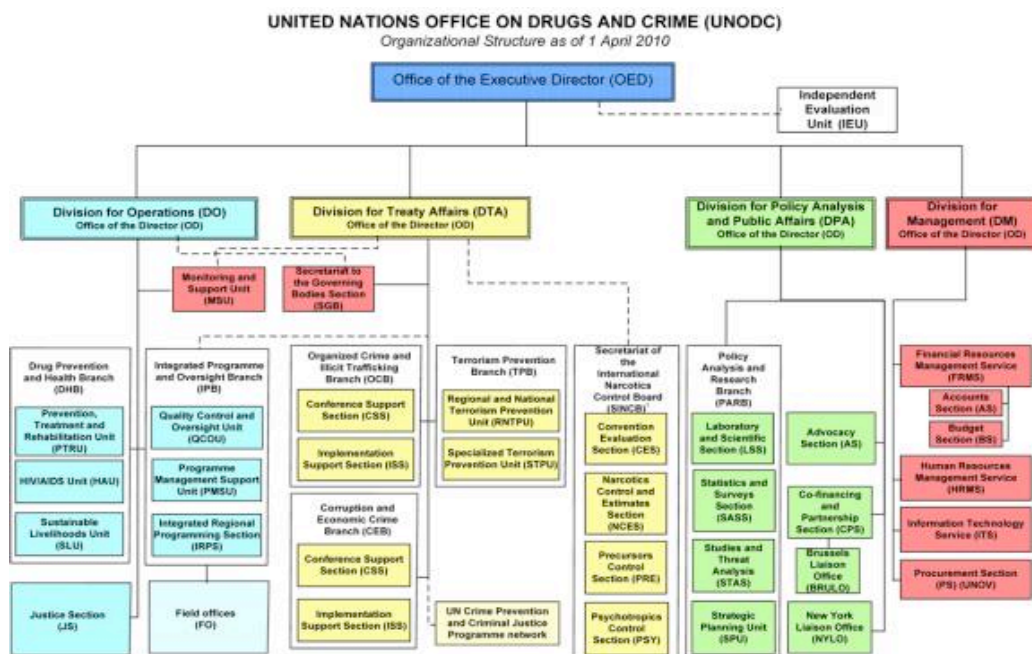 UNITED NATIONS OFFICE ON DRUGS AND CRIME (UNODC)
Organizational Structure as of 1 April 2010
Office of the Executive Director (OED)
Independent
Evaluation
Unit (IEU)
Division for Operations (DO)
Office of the Director (OD)
Division for Treaty Affairs (DTA)
Office of the Director (OD)
Division for Policy Analysis
and Public Affairs (DPA)
Office of the Director (OD)
Division for
Management (DM)
Office of the Director (OD)
Monitoring and
Support Unit
(MSU)
Secretariat to
the Governing
Bodies Section
(SGB)
Drug Prevention
and Health Branch
(DHB)
Prevention,
Treatment and
Rehabilitation Unit
(PTRU)
HIV/AIDS Unit (HAU)
Sustainable
Livelihoods Unit
(SLU)
Justice Section
(JS)
Integrated Programme
and Oversight Branch
(IPB)
Quality Control and
Oversight Unit
(QCOU)
Programme
Management Support
Unit (PMSU)
Integrated Regional
Programming Section
(IRPS)
Field offices
(FO)
Organized Crime and
Illicit Trafficking
Branch (OCB)
Conference Support
Section
(CSS)
Implementation
Support Section (ISS)
Corruption and
Economic Crime
Branch (CEB)
Conference Support
Section
(CSS)
Implementation
Support Section (ISS)
Terrorism Prevention
Branch (TPB)
Regional and National
Terrorism Prevention
Unit (RNTPU)
Specialized Terrorism
Prevention Unit (STPU)
UN Crime Prevention
and Criminal Justice
Programme network
Secretariat of
the International
Narcotics
Control Board
(SINCB)
Convention
Evaluation
Section (CES)
Narcotics
Control and
Estimates
Section
(NCES)
Precursors
Control
Section (PRE)
Psychotropics
Control
Section (PSY)
Policy
Analysis and
Research
Branch
(PARB)
Laboratory
and Scientific
Section (LSS)
Statistics and
Surveys
Section
(SASS)
Studies and
Threat
Analysis
(STAS)
Strategic
Planning Unit
(SPU)
Advocacy
Section (AS)
Co-financing
and
Partnership
Section (CPS)
Brussels
Liaison Office
(BRULO)
New York
Liaison Office
(NYLO)
Financial Resources
Management Service
(FRMS)
Accounts
Section (AS)
Budget
Section (BS)
Human Resources
Management Service
(HRMS)
Information Technology
Service (ITS)
Procurement Section
(PS) (UNOV)